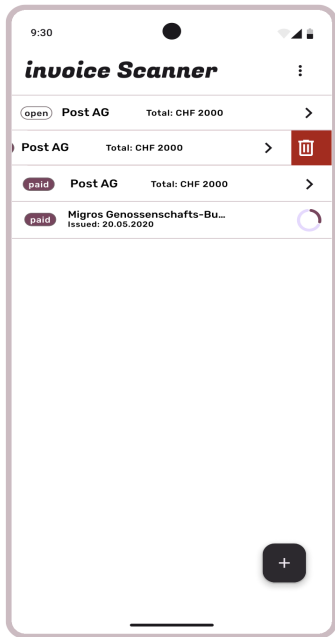 9:30
invoice Scanner
open Post AG Total: CHF 2000
Post AG Total: CHF 2000
paid Post AG Total: CHF 2000
paid Migros Genossenschafts-Bu...
Issued: 20.05.2020
+